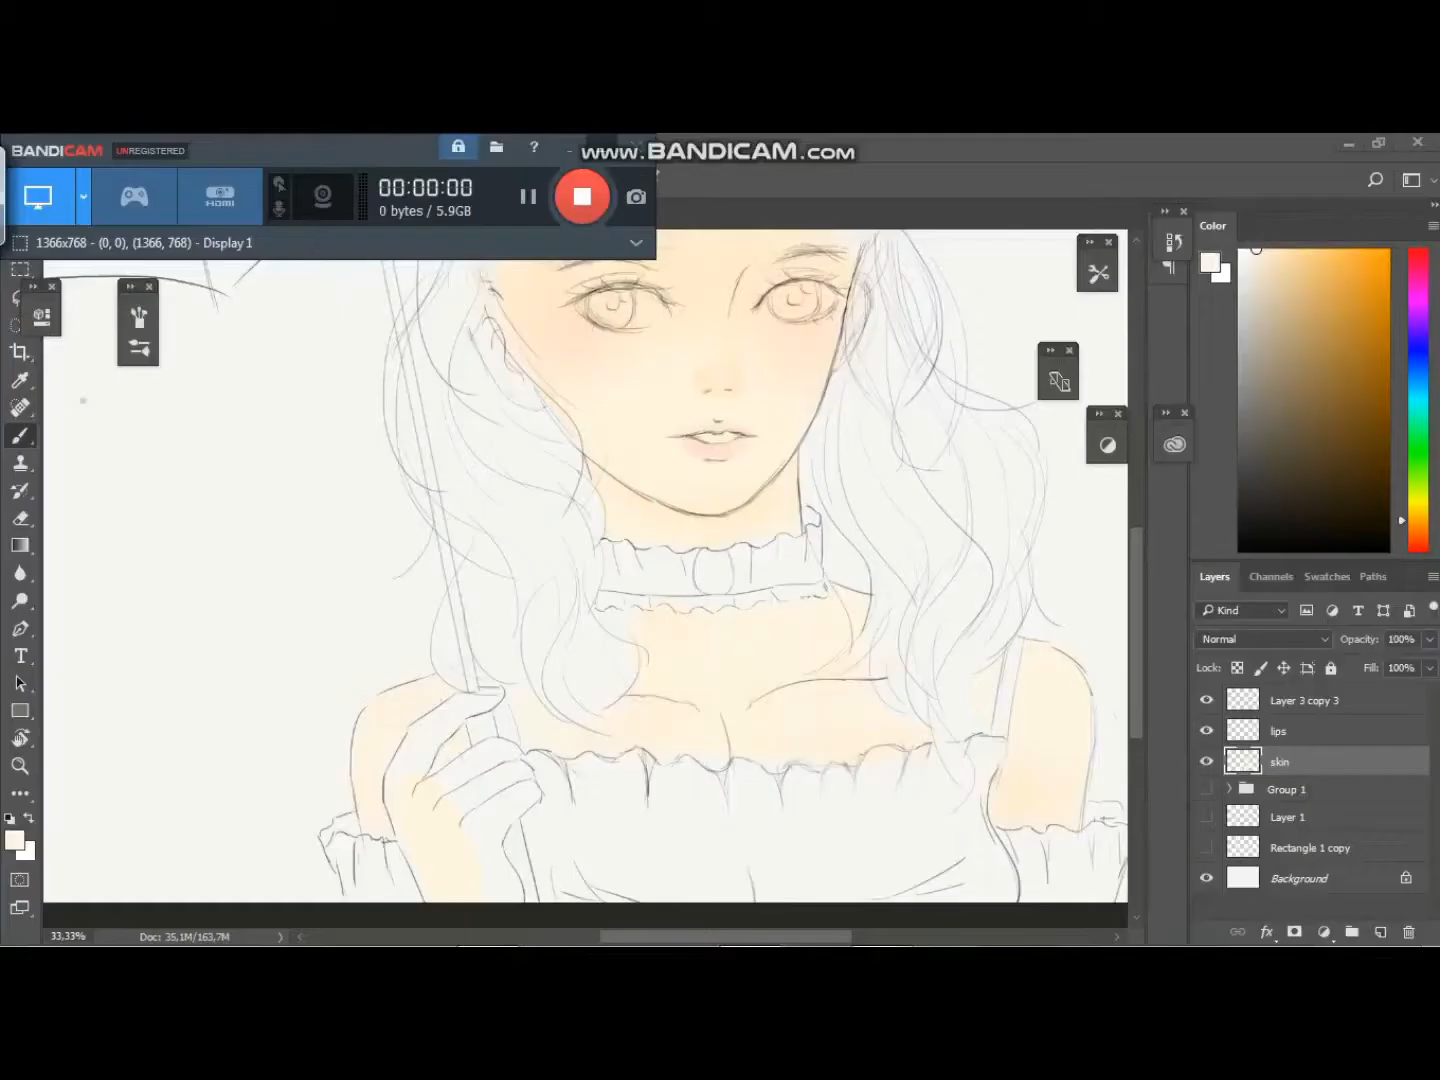 BANDICAM UNREGISTERED
?
www.BANDICAM.COM
HDMI
00:00:00
0 bytes / 5.9GB
1366x768 - (0, 0), (1366, 768) - Display 1
Color
Layers Channels Swatches Paths
Kind
Normal Opacity: 100%
Lock: Fill: 100%
Layer 3 copy 3
lips
skin
Group 1
Layer 1
Rectangle 1 copy
Background
fx
33,33% Doc: 35,1M/163,7M